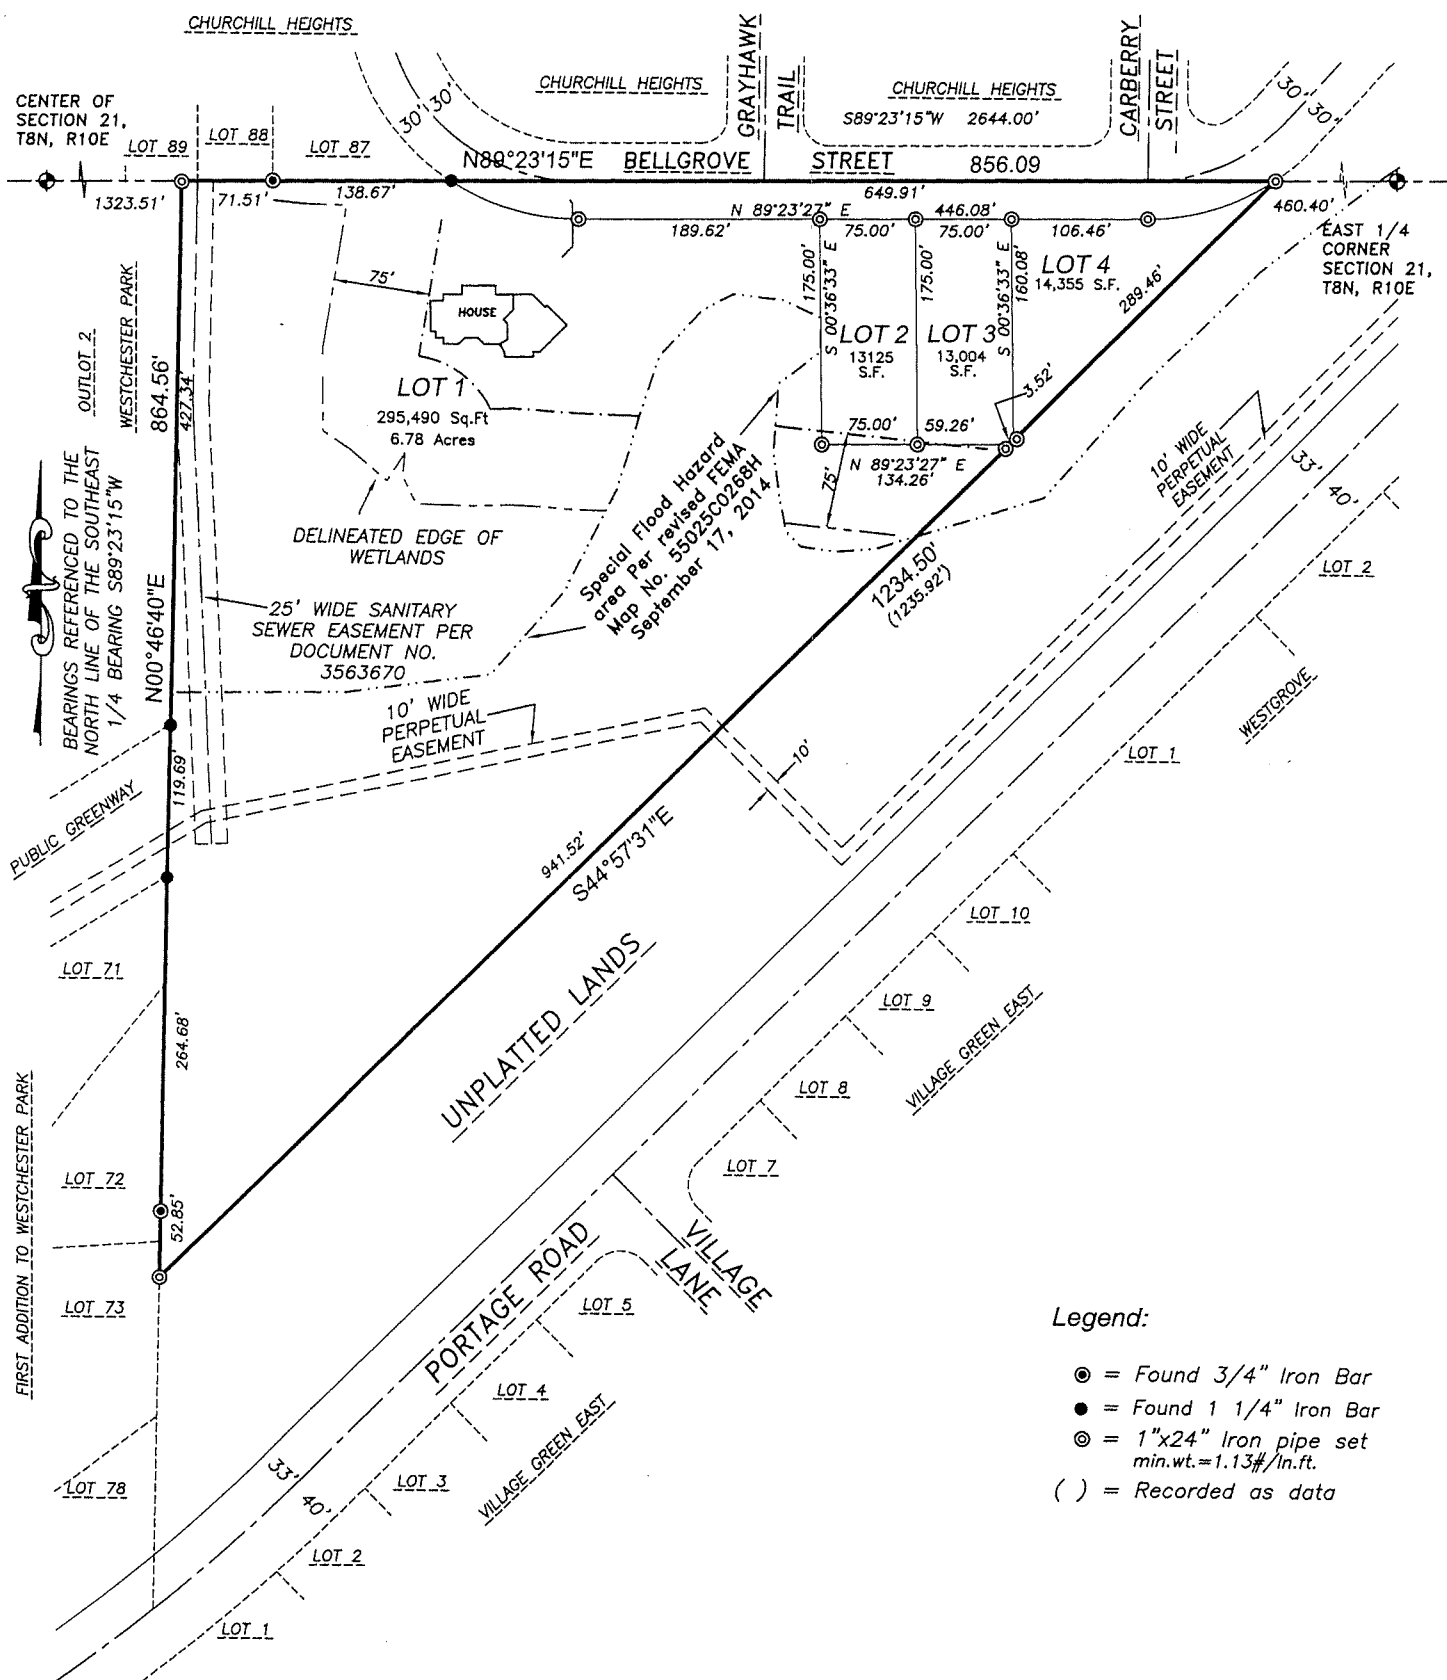 CHURCHILL HEIGHTS
CHURCHILL HEIGHTS
GRAYHAWK
TRAIL
CHURCHILL HEIGHTS
S89°23'15"W 2644.00'
CARBERRY
STREET
30' 30'
30' 30'
CENTER OF
SECTION 21,
T8N, R10E
LOT 89
LOT 88
LOT 87
N89°23'15"E BELLGROVE STREET 856.09
1323.51'
71.51'
138.67'
649.91'
460.40'
N 89°23'27" E 446.08'
189.62'
75.00'
75.00'
106.46'
EAST 1/4
CORNER
SECTION 21,
T8N, R10E
175.00'
S 00°36'33" E
175.00'
S 00°36'33" E
160.08'
LOT 4
14,355 S.F.
289.46'
LOT 2
13125
S.F.
LOT 3
13,004
S.F.
3.52'
75.00'
59.26'
N 89°23'27" E
134.26'
75'
75'
HOUSE
LOT 1
295,490 Sq.Ft
6.78 Acres
OUTLOT 2
WESTCHESTER PARK
864.56'
427.34'
N00°46'40"E
BEARINGS REFERENCED TO THE
NORTH LINE OF THE SOUTHEAST
1/4 BEARING S89°23'15"W
DELINEATED EDGE OF
WETLANDS
Special Flood Hazard
area Per revised FEMA
Map No. 55025C0268H
September 17, 2014
25' WIDE SANITARY
SEWER EASEMENT PER
DOCUMENT NO.
3563670
10' WIDE
PERPETUAL
EASEMENT
10' WIDE
PERPETUAL
EASEMENT
33'
40'
LOT 2
1234.50'
(1235.92')
WESTGROVE
LOT 1
10'
119.69'
PUBLIC GREENWAY
941.52'
S44°57'31"E
LOT 10
LOT 9
VILLAGE GREEN EAST
LOT 8
LOT 7
UNPLATTED LANDS
LOT 71
264.68'
FIRST ADDITION TO WESTCHESTER PARK
LOT 72
52.85'
LOT 73
PORTAGE ROAD
VILLAGE
LANE
LOT 5
LOT 4
VILLAGE GREEN EAST
LOT 3
33'
40'
LOT 78
LOT 2
LOT 1
Legend:
= Found 3/4" Iron Bar
= Found 1 1/4" Iron Bar
= 1"x24" Iron pipe set
min.wt.=1.13#/ln.ft.
( ) = Recorded as data